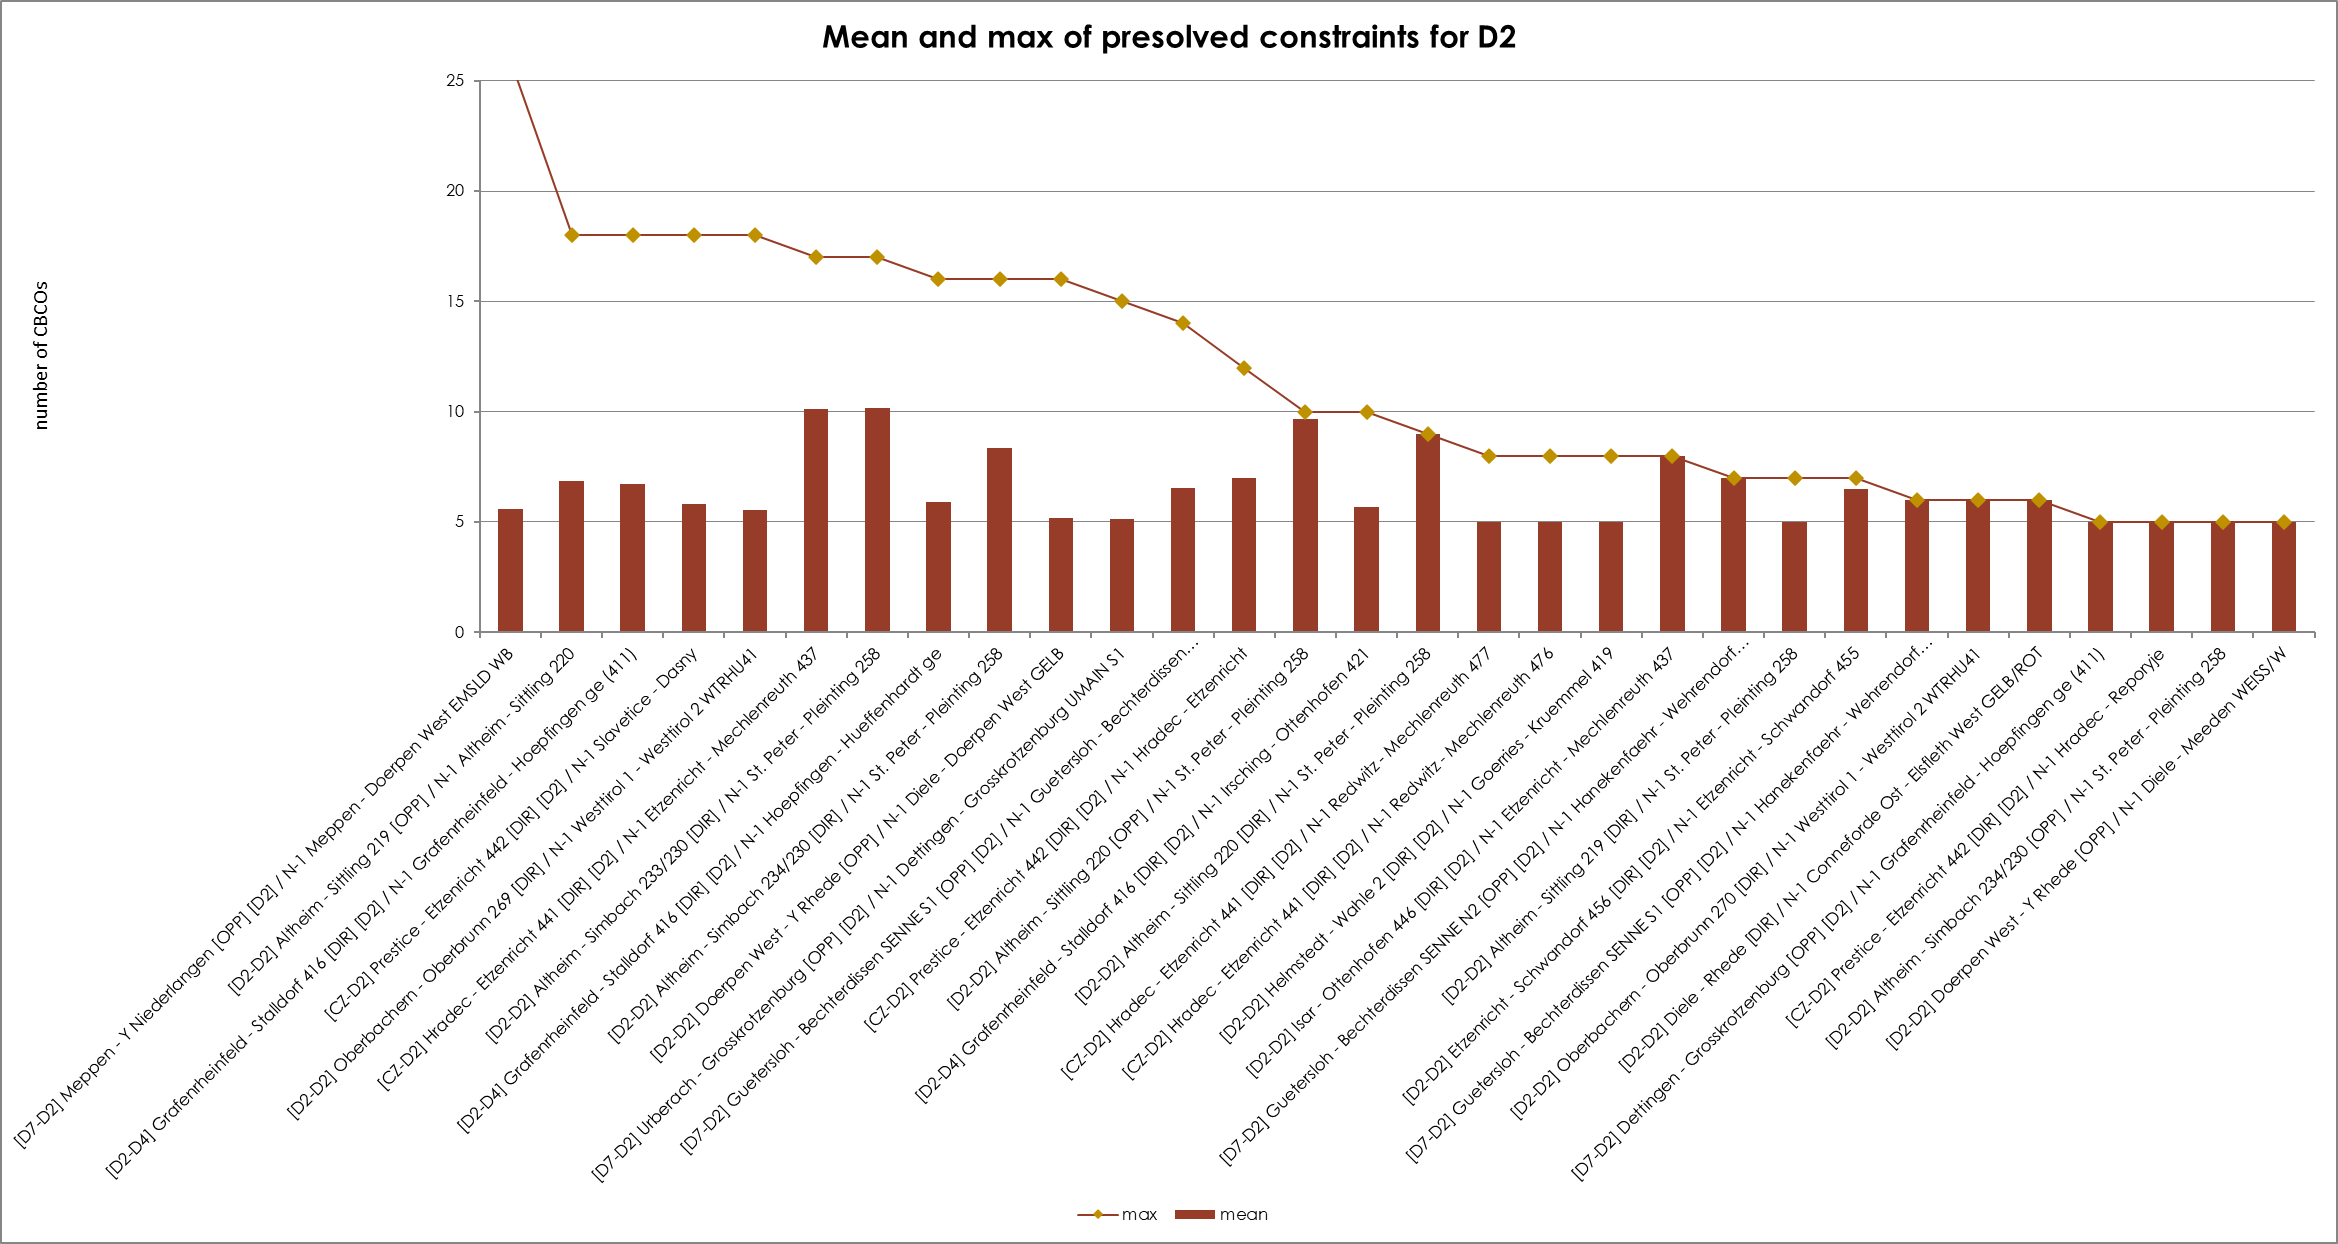 Mean and max of presolved constraints for D2
number of CBCOs
25
20
15
10
5
0
[D7-D2] Meppen - Y Niederlangen [OPP] [D2] / N-1 Meppen - Doerpen West EMSLD WB
[D2-D2] Altheim - Sittling 219 [OPP] / N-1 Altheim - Sittling 220
[D2-D4] Grafenrheinfeld - Stalldorf 416 [DIR] [D2] / N-1 Grafenrheinfeld - Hoepfingen ge (411)
[CZ-D2] Prestice - Etzenricht 442 [DIR] [D2] / N-1 Slavetice - Dasny
[D2-D2] Oberbachern - Oberbrunn 269 [DIR] / N-1 Westtirol 1 - Westtirol 2 WTRHU41
[CZ-D2] Hradec - Etzenricht 441 [DIR] [D2] / N-1 Etzenricht - Mechlenreuth 437
[D2-D2] Altheim - Simbach 233/230 [DIR] / N-1 St. Peter - Pleinting 258
[D2-D4] Grafenrheinfeld - Stalldorf 416 [DIR] [D2] / N-1 Hoepfingen - Hueffenhardt ge
[D2-D2] Altheim - Simbach 234/230 [DIR] / N-1 St. Peter - Pleinting 258
[D2-D2] Doerpen West - Y Rhede [OPP] / N-1 Diele - Doerpen West GELB
[D7-D2] Urberach - Grosskrotzenburg [OPP] [D2] / N-1 Dettingen - Grosskrotzenburg UMAIN S1
[D7-D2] Guetersloh - Bechterdissen SENNE S1 [OPP] [D2] / N-1 Guetersloh - Bechterdissen...
[CZ-D2] Prestice - Etzenricht 442 [DIR] [D2] / N-1 Hradec - Etzenricht
[D2-D2] Altheim - Sittling 220 [OPP] / N-1 St. Peter - Pleinting 258
[D2-D4] Grafenrheinfeld - Stalldorf 416 [DIR] [D2] / N-1 Irsching - Ottenhofen 421
[D2-D2] Altheim - Sittling 220 [DIR] / N-1 St. Peter - Pleinting 258
[CZ-D2] Hradec - Etzenricht 441 [DIR] [D2] / N-1 Redwitz - Mechlenreuth 477
[CZ-D2] Hradec - Etzenricht 441 [DIR] [D2] / N-1 Redwitz - Mechlenreuth 476
[D2-D2] Helmstedt - Wahle 2 [DIR] [D2] / N-1 Goerries - Kruemmel 419
[D2-D2] Isar - Ottenhofen 446 [DIR] [D2] / N-1 Etzenricht - Mechlenreuth 437
[D7-D2] Guetersloh - Bechterdissen SENNE N2 [OPP] [D2] / N-1 Hanekenfaehr - Wehrendorf...
[D2-D2] Altheim - Sittling 219 [DIR] / N-1 St. Peter - Pleinting 258
[D2-D2] Etzenricht - Schwandorf 456 [DIR] [D2] / N-1 Etzenricht - Schwandorf 455
[D7-D2] Guetersloh - Bechterdissen SENNE S1 [OPP] [D2] / N-1 Hanekenfaehr - Wehrendorf...
[D2-D2] Oberbachern - Oberbrunn 270 [DIR] / N-1 Westtirol 1 - Westtirol 2 WTRHU41
[D2-D2] Diele - Rhede [DIR] / N-1 Conneforde Ost - Elsfleth West GELB/ROT
[D7-D2] Dettingen - Grosskrotzenburg [OPP] [D2] / N-1 Grafenrheinfeld - Hoepfingen ge (411)
[CZ-D2] Prestice - Etzenricht 442 [DIR] [D2] / N-1 Hradec - Reporyje
[D2-D2] Altheim - Simbach 234/230 [OPP] / N-1 St. Peter - Pleinting 258
[D2-D2] Doerpen West - Y Rhede [OPP] / N-1 Diele - Meeden WEISS/W
max
mean